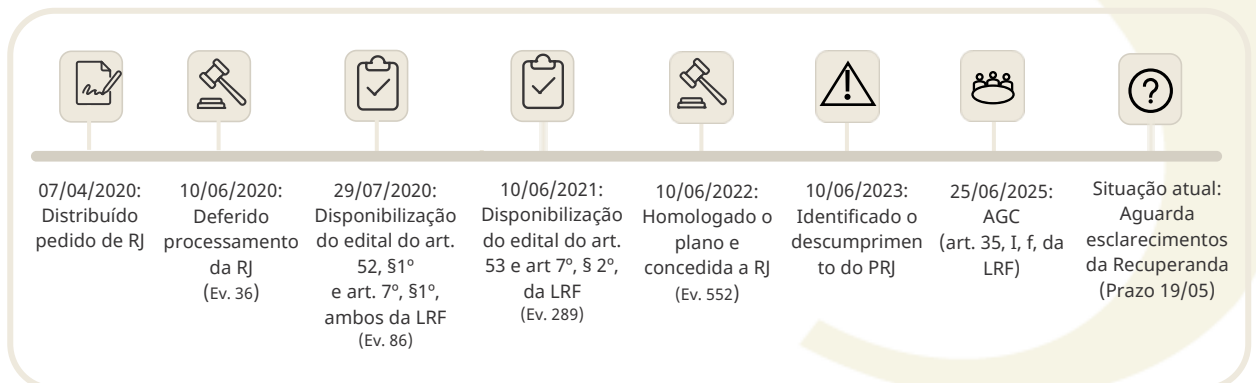 07/04/2020:
Distribuído
pedido de RJ
10/06/2020:
Deferido
processamento
da RJ
(Ev. 36)
29/07/2020:
Disponibilização
do edital do art.
52, §1º
e art. 7º, §1º,
ambos da LRF
(Ev. 86)
10/06/2021:
Disponibilização
do edital do art.
53 e art 7º, § 2º,
da LRF
(Ev. 289)
10/06/2022:
Homologado o
plano e
concedida a RJ
(Ev. 552)
10/06/2023:
Identificado o
descumprimen
to do PRJ
25/06/2025:
AGC
(art. 35, I, f, da
LRF)
Situação atual:
Aguarda
esclarecimentos
da Recuperanda
(Prazo 19/05)